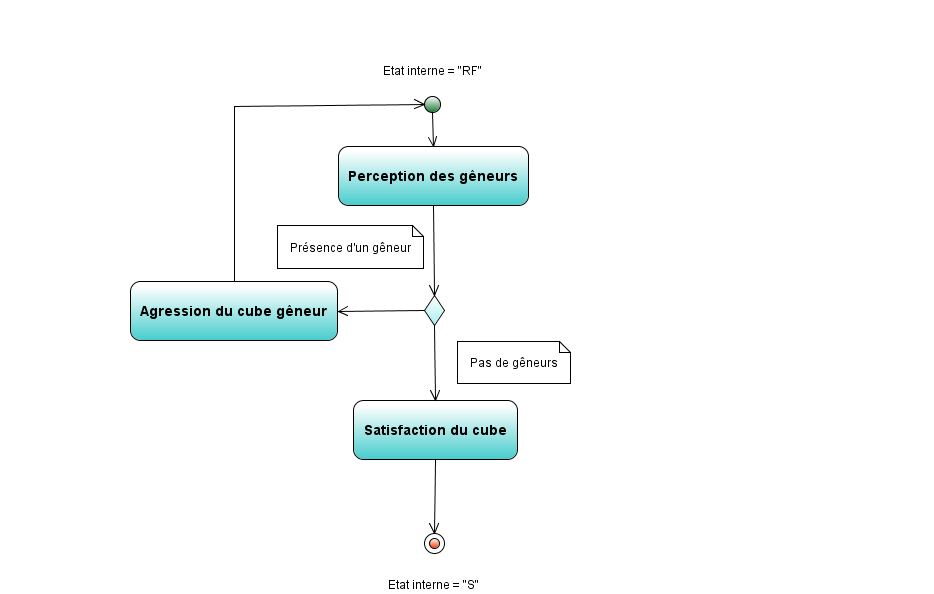 Etat interne = "RF"
Perception des gêneurs
Présence d'un gêneur
Agression du cube gêneur
Pas de gêneurs
Satisfaction du cube
Etat interne = "S"